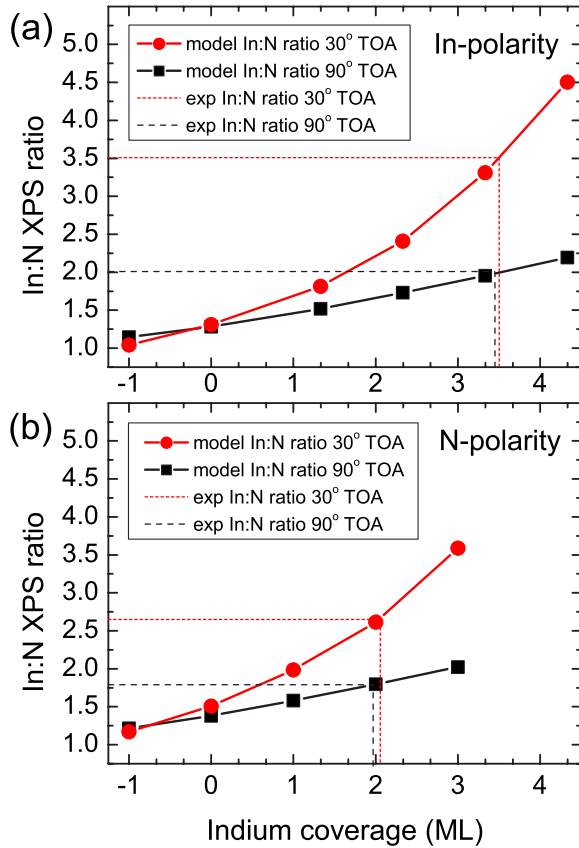 (a)
In-polarity
model In:N ratio 30° TOA
model In:N ratio 90° TOA
exp In:N ratio 30° TOA
exp In:N ratio 90° TOA
In:N XPS ratio
5.0
4.5
4.0
3.5
3.0
2.5
2.0
1.5
1.0
-1 0 1 2 3 4
(b)
N-polarity
model In:N ratio 30° TOA
model In:N ratio 90° TOA
exp In:N ratio 30° TOA
exp In:N ratio 90° TOA
In:N XPS ratio
5.0
4.5
4.0
3.5
3.0
2.5
2.0
1.5
1.0
-1 0 1 2 3 4
Indium coverage (ML)